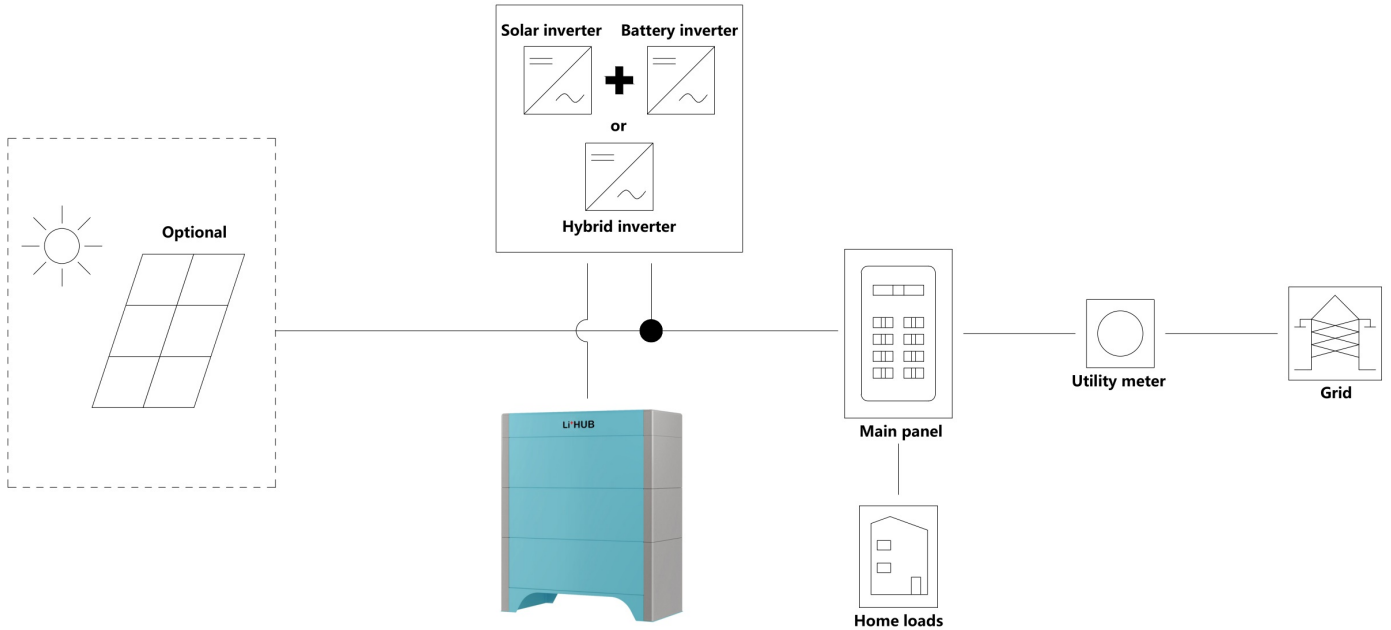 Solar inverter
Battery inverter
or
Hybrid inverter
Optional
Li+HUB
Main panel
Utility meter
Grid
Home loads